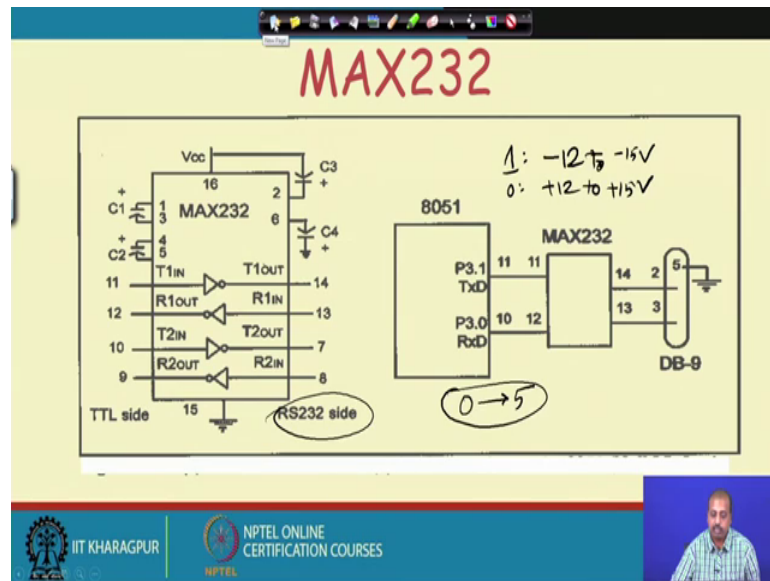 New Page
MAX232
1: -12 to -15V
0: +12 to +15V
Vcc
16
C3
+
2
MAX232
6
C4
+
+
C1
1
3
+
C2
4
5
11
T1IN
T1OUT
14
12
R1OUT
R1IN
13
10
T2IN
T2OUT
7
9
R2OUT
R2IN
8
TTL side
15
RS232 side
8051
MAX232
P3.1
11
11
TxD
14
2
5
P3.0
10
12
13
3
RxD
DB-9
0 → 5
IIT KHARAGPUR
NPTEL
NPTEL ONLINE
CERTIFICATION COURSES